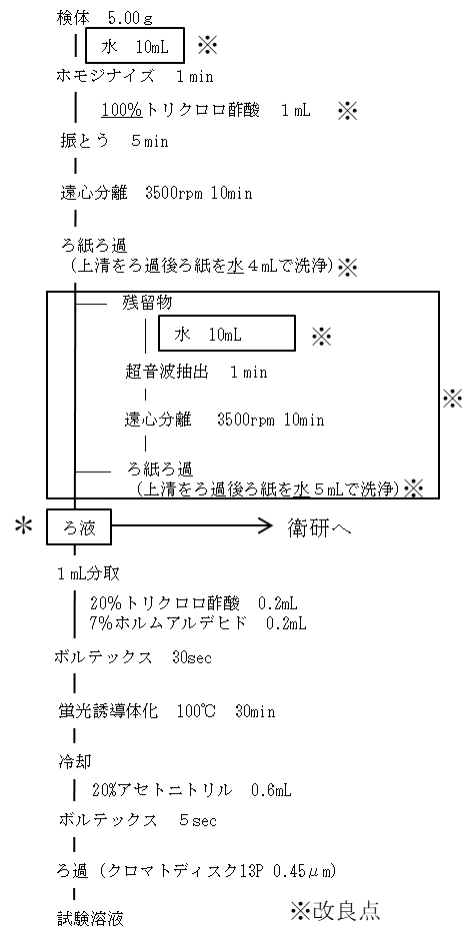 検体　5.00ｇ
水　10mL　※
ホモジナイズ　１min
100%トリクロロ酢酸　１mL　※
振とう　５min
遠心分離　3500rpm 10min
ろ紙ろ過
（上清をろ過後ろ紙を水４mLで洗浄）※
残留物
水　10mL　※
超音波抽出　１min
※
遠心分離　3500rpm 10min
ろ紙ろ過
（上清をろ過後ろ紙を水５mLで洗浄）※
＊　ろ液　衛研へ
１mL分取
20%トリクロロ酢酸　0.2mL
7%ホルムアルデヒド　0.2mL
ボルテックス　30sec
蛍光誘導体化　100℃　30min
冷却
20%アセトニトリル　0.6mL
ボルテックス　５sec
ろ過（クロマトディスク13P 0.45μm）
試験溶液　※改良点